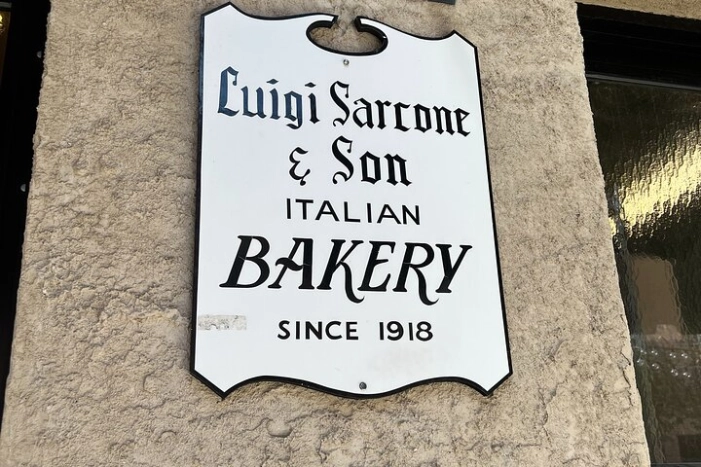 Luigi Sarcone
& Son
ITALIAN
BAKERY
SINCE 1918